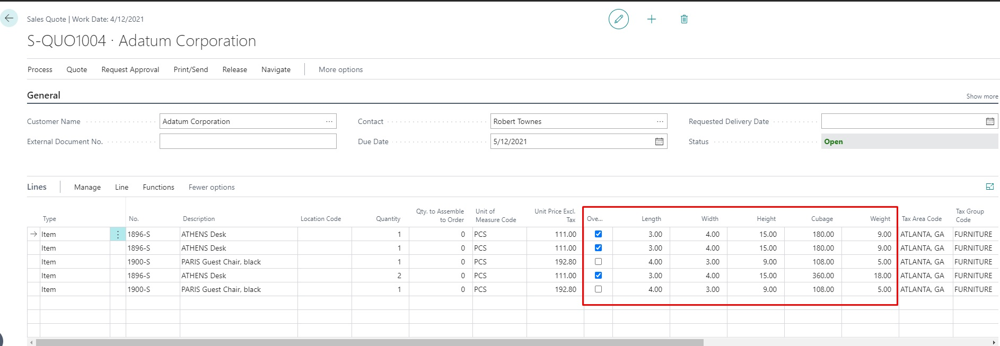 Sales Quote | Work Date: 4/12/2021
S-QUO1004 · Adatum Corporation
Process Quote Request Approval Print/Send Release Navigate More options
General Show more
Customer Name Adatum Corporation ... Contact Robert Townes ... Requested Delivery Date
External Document No. Due Date 5/12/2021 Status Open
Lines Manage Line Functions Fewer options
Type No. Description Location Code Quantity Qty. to Assemble to Order Unit of Measure Code Unit Price Excl. Tax Ove... Length Width Height Cubage Weight Tax Area Code Tax Group Code
Item 1896-S ATHENS Desk 1 0 PCS 111.00 3.00 4.00 15.00 180.00 9.00 ATLANTA, GA FURNITURE
Item 1896-S ATHENS Desk 1 0 PCS 111.00 3.00 4.00 15.00 180.00 9.00 ATLANTA, GA FURNITURE
Item 1900-S PARIS Guest Chair, black 1 0 PCS 192.80 4.00 3.00 9.00 108.00 5.00 ATLANTA, GA FURNITURE
Item 1896-S ATHENS Desk 2 0 PCS 111.00 3.00 4.00 15.00 360.00 18.00 ATLANTA, GA FURNITURE
Item 1900-S PARIS Guest Chair, black 1 0 PCS 192.80 4.00 3.00 9.00 108.00 5.00 ATLANTA, GA FURNITURE